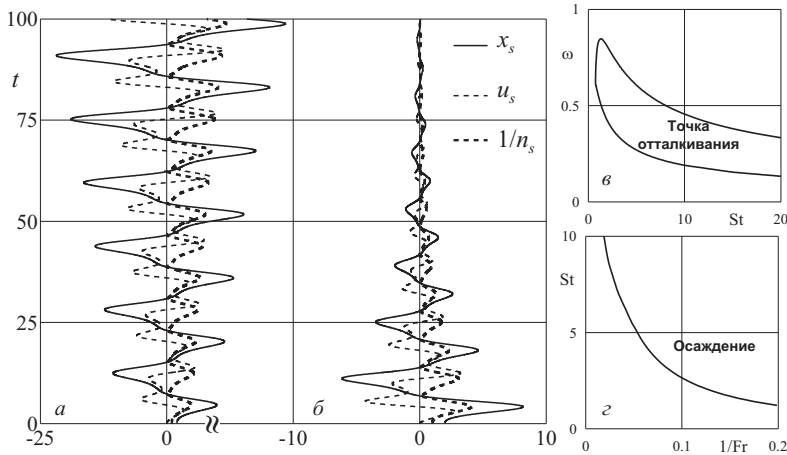 100
t
75
50
25
0
x_s
u_s
1/n_s
а
б
-25
0
-10
0
10
1
ω
0.5
0
Точка
отталкивания
в
0
10
20
St
10
St
5
0
Осаждение
г
0
0.1
1/Fr
0.2